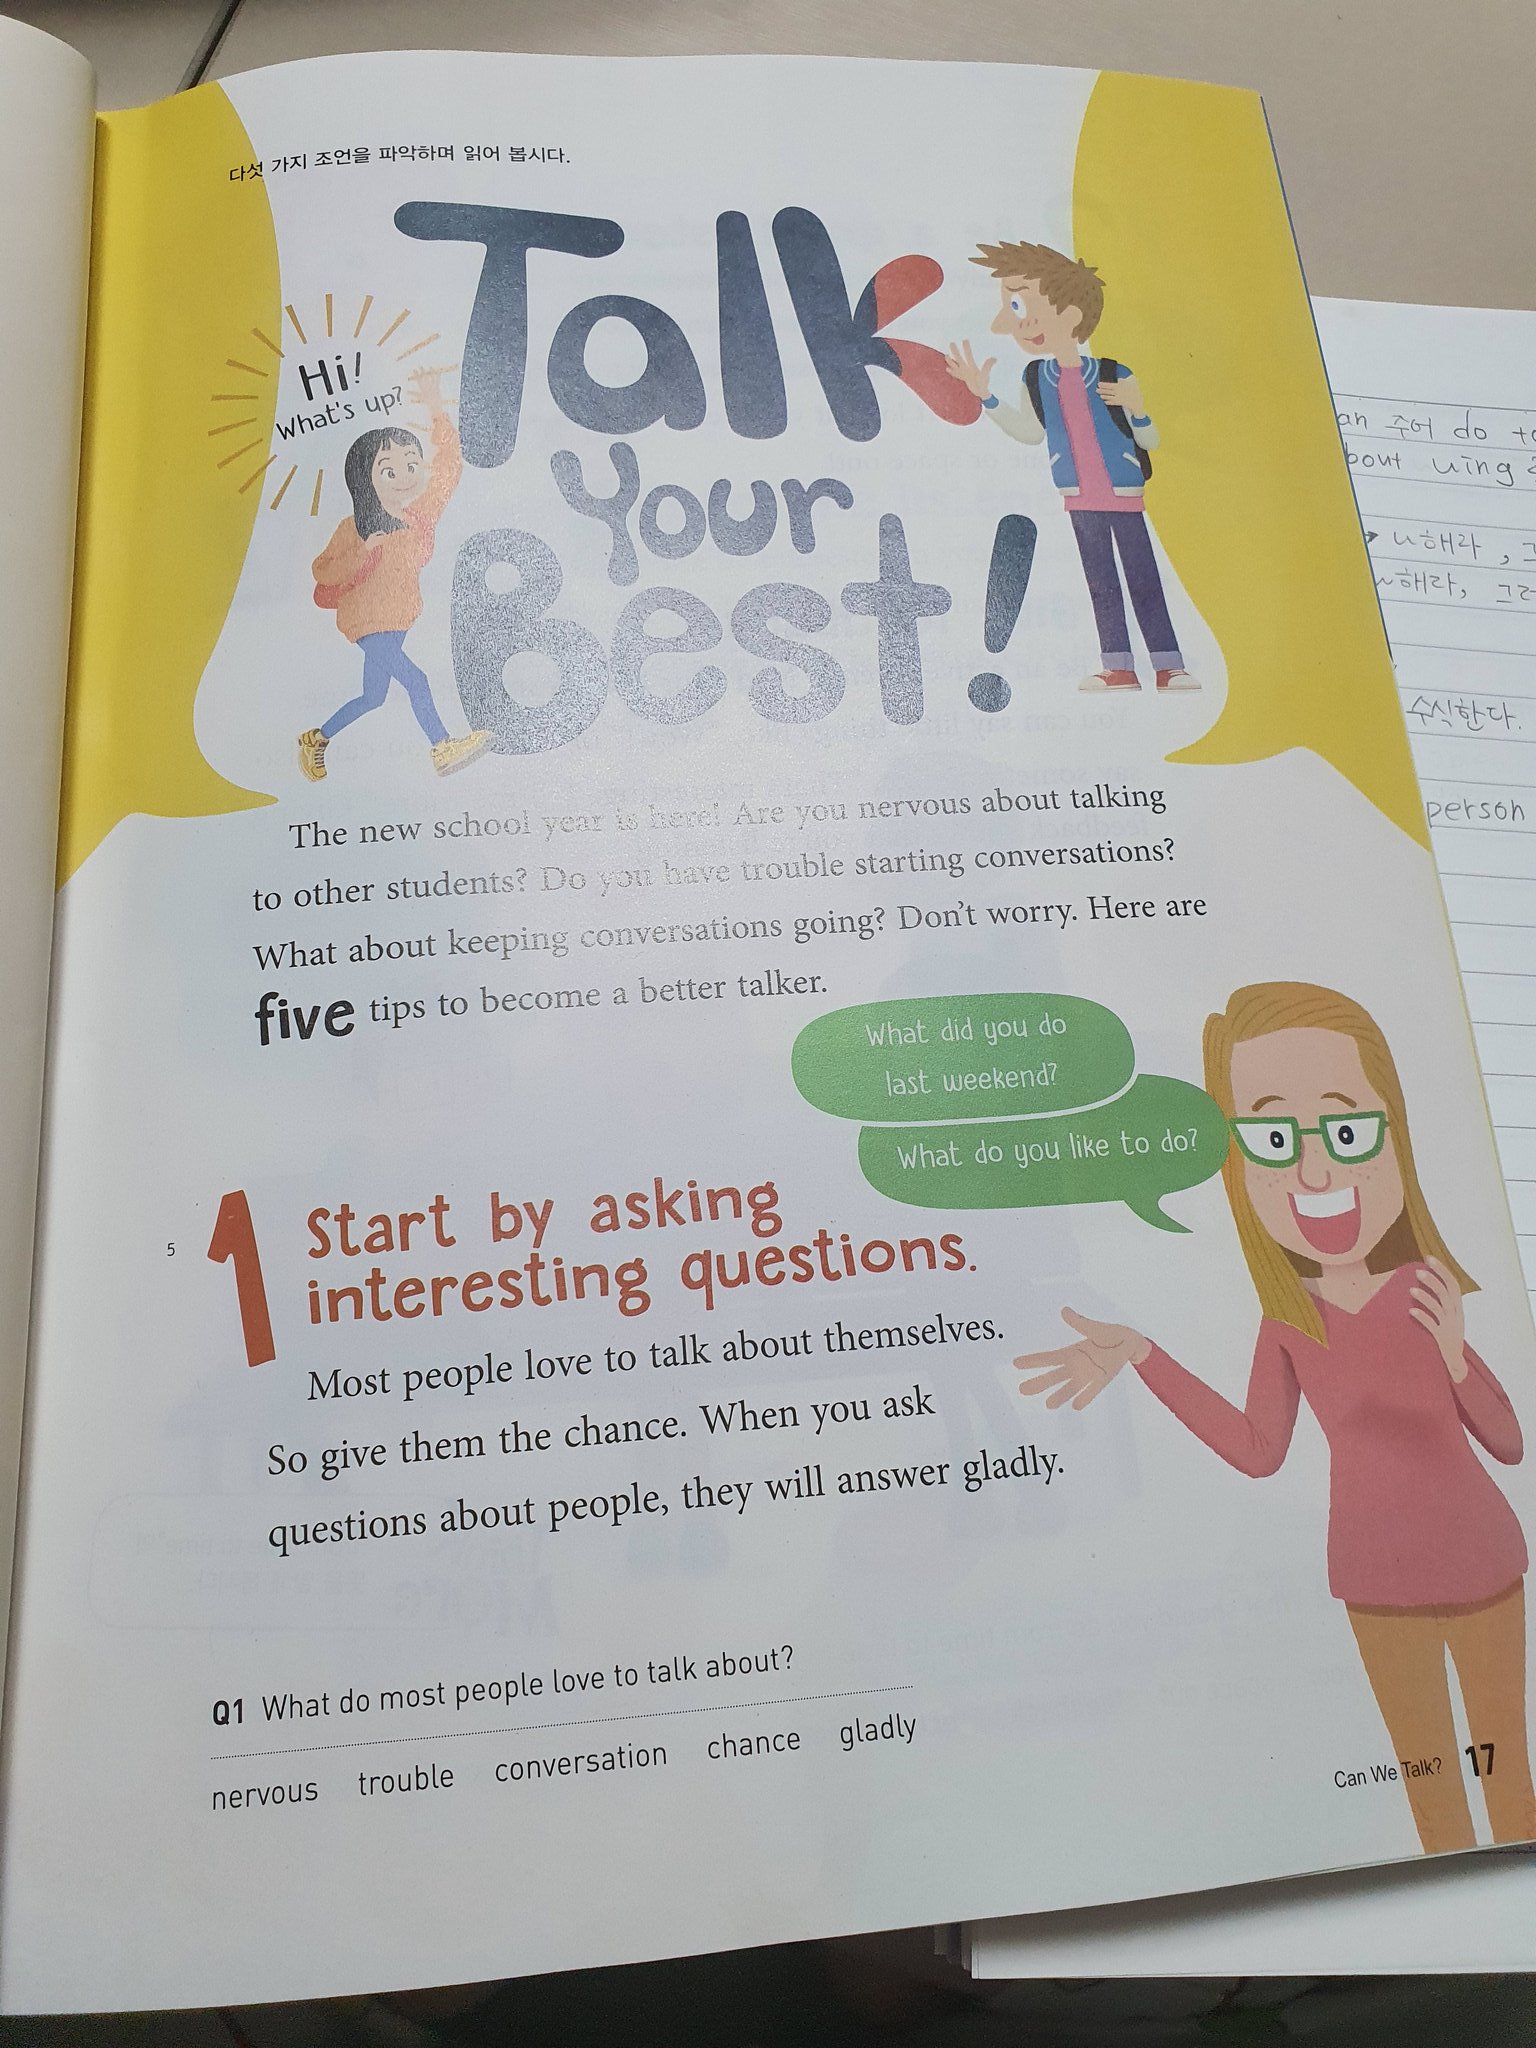 다섯 가지 조언을 파악하며 읽어 봅시다.
Talk
Your
Best!
Hi!
What's up?
The new school year is here! Are you nervous about talking
to other students? Do you have trouble starting conversations?
What about keeping conversations going? Don't worry. Here are
five tips to become a better talker.
What did you do
last weekend?
What do you like to do?
5
1 Start by asking
interesting questions.
Most people love to talk about themselves.
So give them the chance. When you ask
questions about people, they will answer gladly.
Q1 What do most people love to talk about?
nervous trouble conversation chance gladly
Can We Talk? 17
an 주어 do
bout
~해라,
~해라,
수식한다.
person